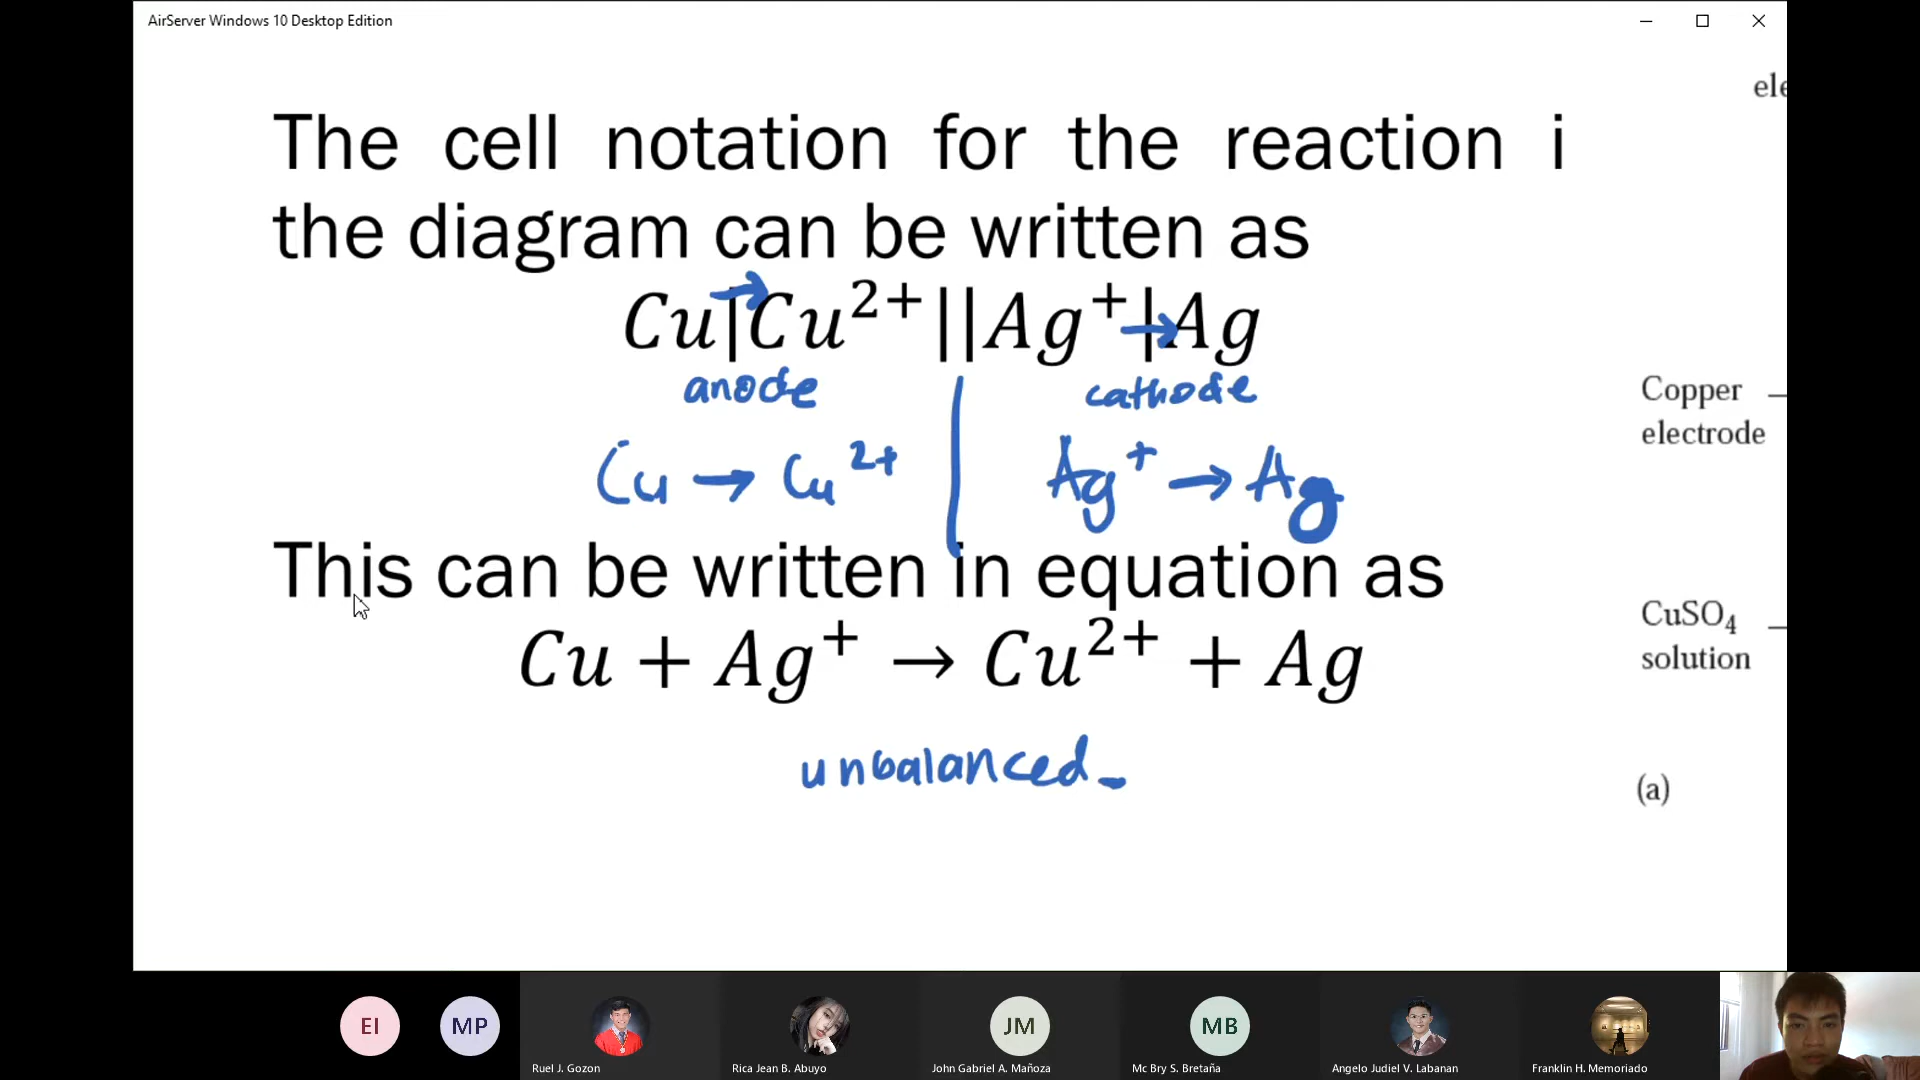 AirServer Windows 10 Desktop Edition
ele
The cell notation for the reaction i
the diagram can be written as
Cu|Cu²⁺||Ag⁺|Ag
anode
cathode
Cu → Cu²⁺
Ag⁺ → Ag
This can be written in equation as
Cu + Ag⁺ → Cu²⁺ + Ag
unbalanced
Copper
electrode
CuSO₄
solution
(a)
EI
MP
JM
MB
Ruel J. Gozon
Rica Jean B. Abuyo
John Gabriel A. Mañoza
Mc Bry S. Bretaña
Angelo Judiel V. Labanan
Franklin H. Memoriado